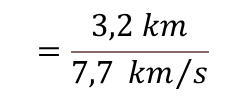 = 3,2 km
7,7 km/s